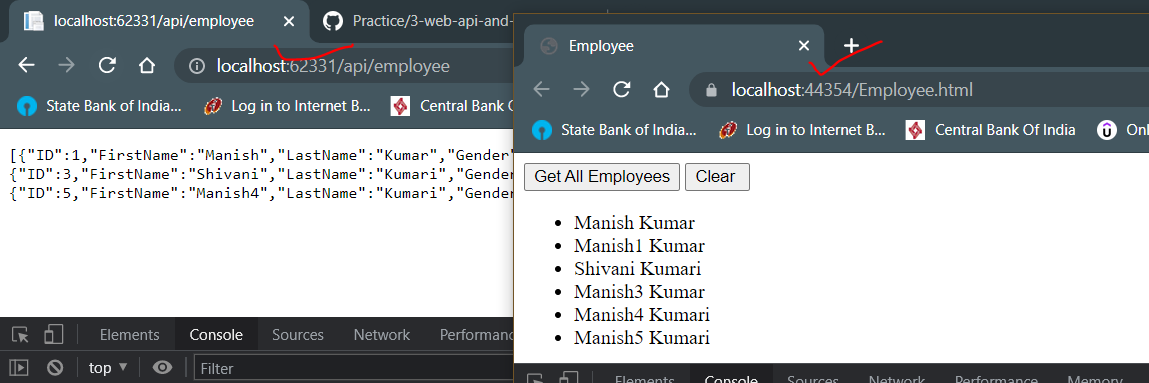 localhost:62331/api/employee
Practice/3-web-api-and-
localhost:62331/api/employee
State Bank of India...
Log in to Internet B...
Central Bank O
[{"ID":1,"FirstName":"Manish","LastName":"Kumar","Gender"
{"ID":3,"FirstName":"Shivani","LastName":"Kumari","Gende
{"ID":5,"FirstName":"Manish4","LastName":"Kumari","Gende
Elements Console Sources Network Performan
top Filter
Employee
localhost:44354/Employee.html
State Bank of India...
Log in to Internet B...
Central Bank Of India
Onl
Get All Employees Clear
Manish Kumar
Manish1 Kumar
Shivani Kumari
Manish3 Kumar
Manish4 Kumari
Manish5 Kumari
Elements Console Sources Network Performance Memory